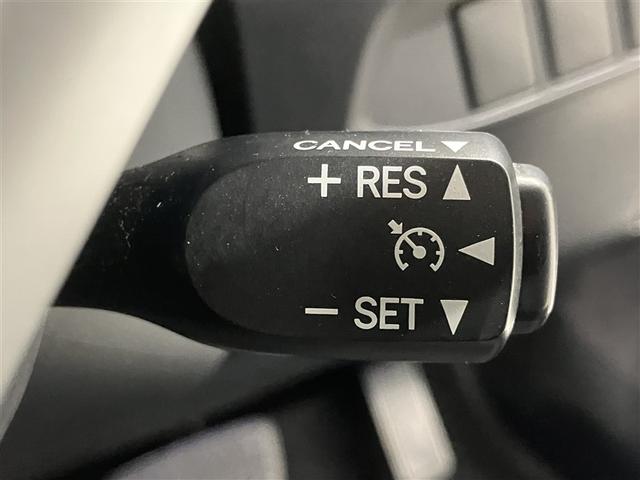 CANCEL ▼
+ RES ▲
◀
− SET ▼